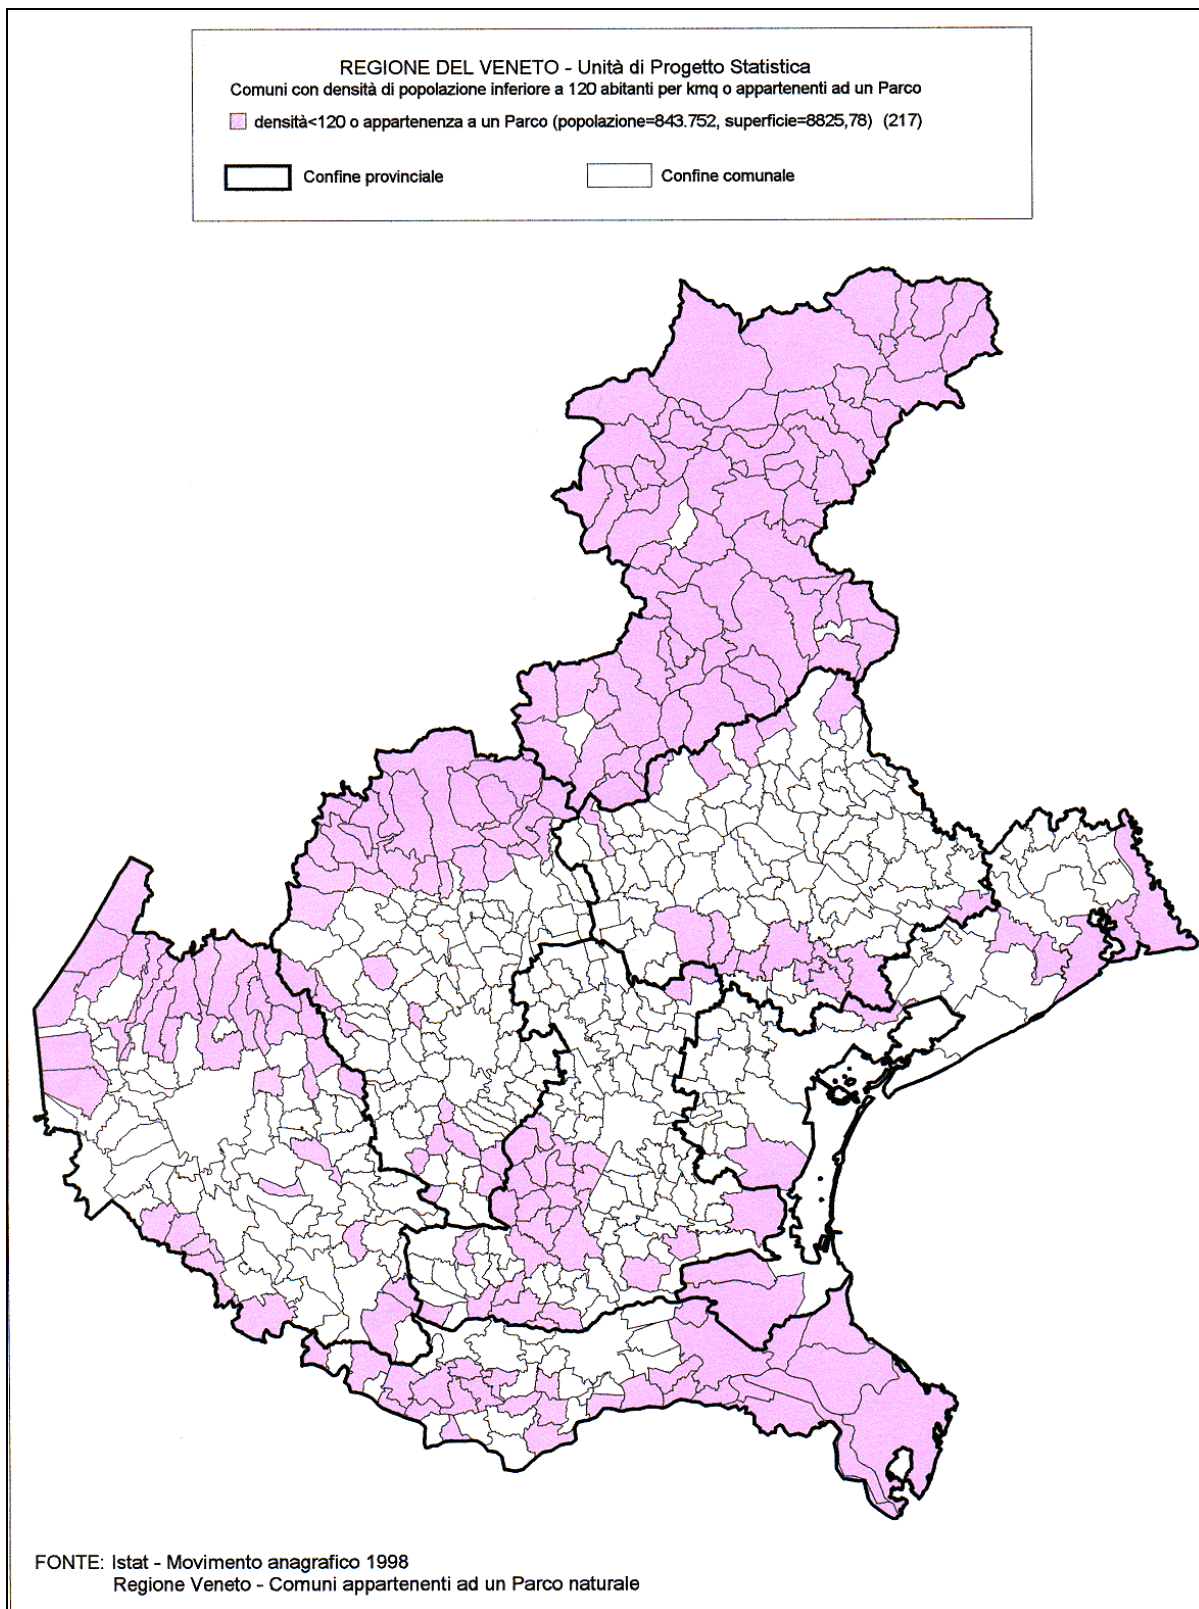 REGIONE DEL VENETO - Unità di Progetto Statistica
Comuni con densità di popolazione inferiore a 120 abitanti per kmq o appartenenti ad un Parco
densità<120 o appartenenza a un Parco (popolazione=843.752, superficie=8825,78) (217)
Confine provinciale
Confine comunale
FONTE: Istat - Movimento anagrafico 1998
Regione Veneto - Comuni appartenenti ad un Parco naturale